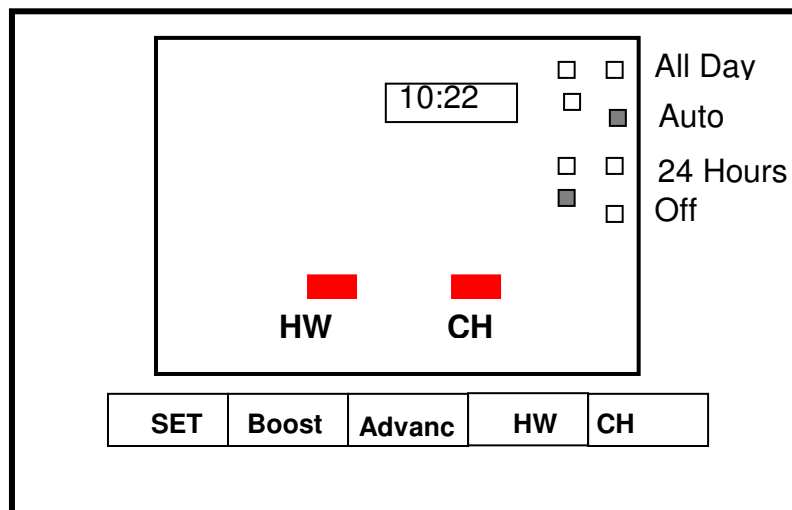 All Day
10:22
Auto
24 Hours
Off
HW CH
SET Boost Advanc HW CH